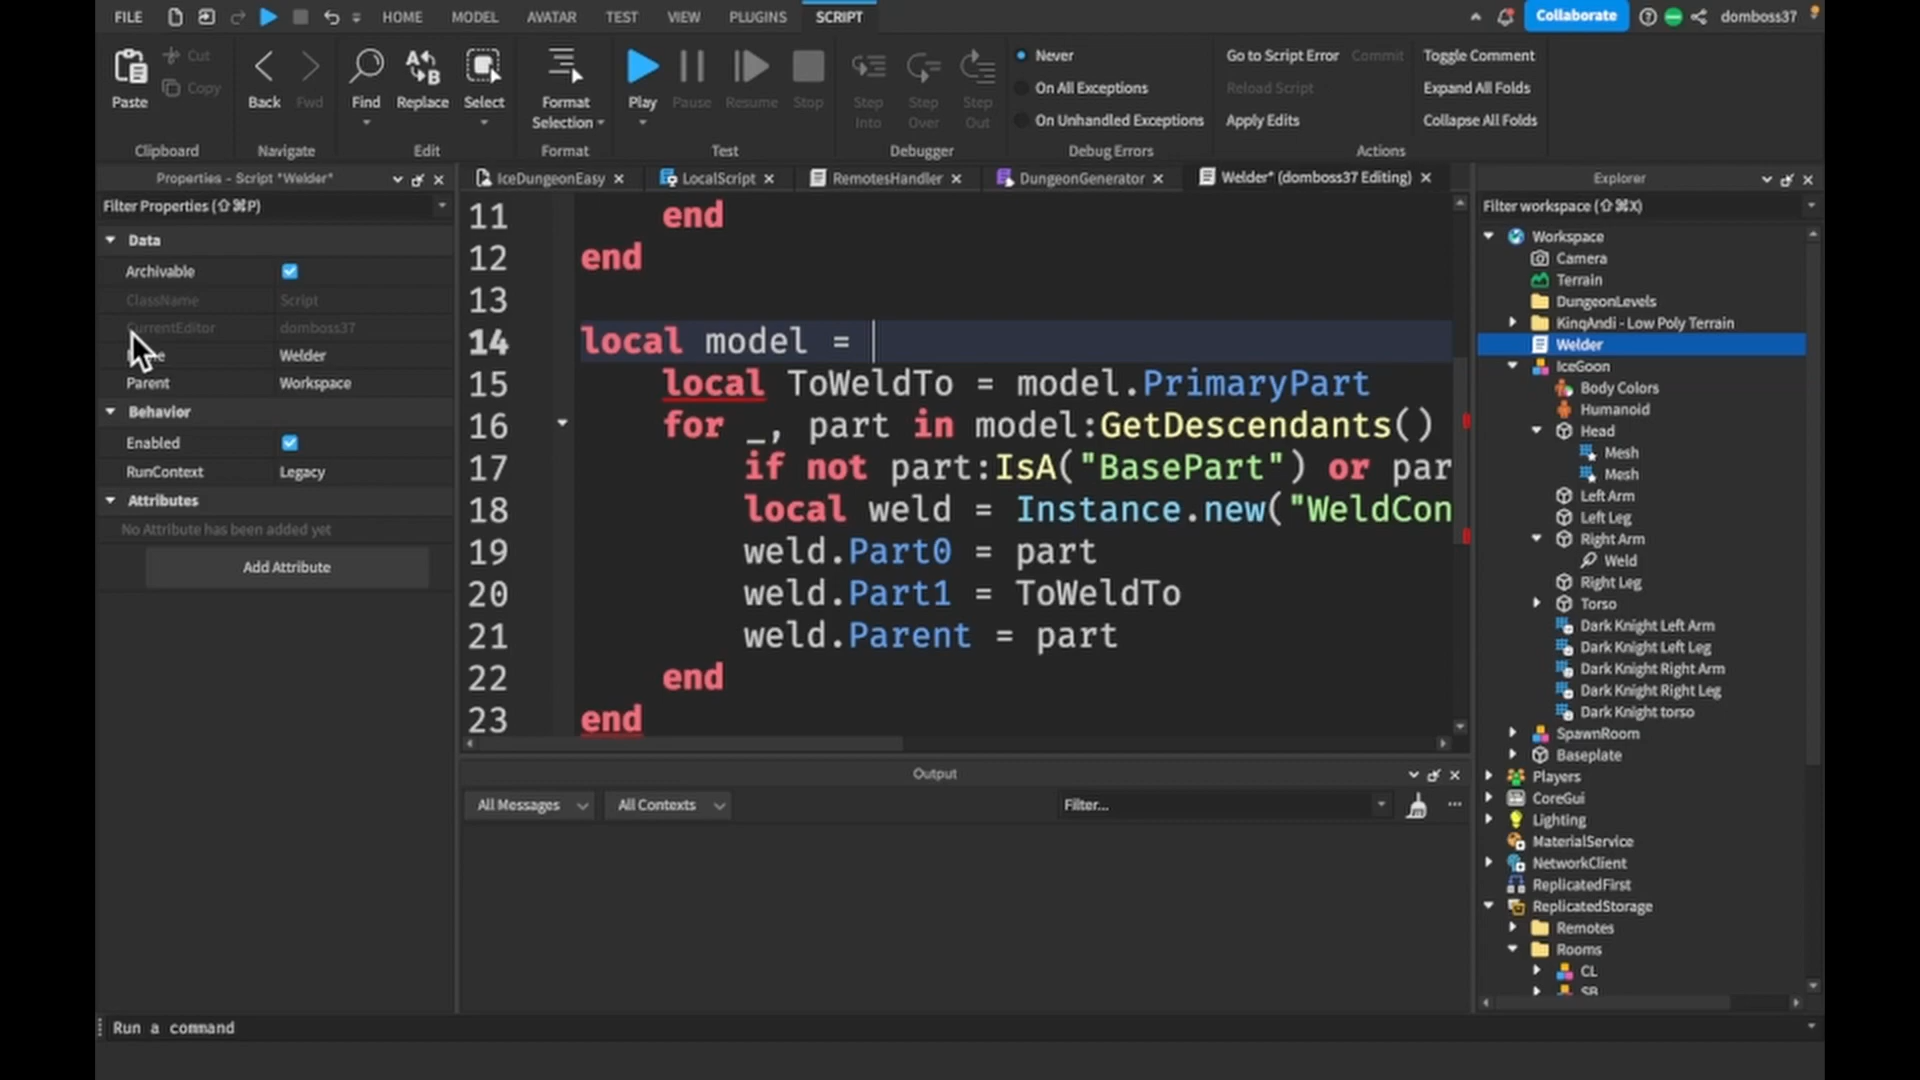 FILE HOME MODEL AVATAR TEST VIEW PLUGINS SCRIPT Collaborate domboss37
Paste Cut Copy
Clipboard
Back Fwd
Navigate
Find Replace Select
Edit
Format Selection
Format
Play Pause Resume Stop
Test
Step Into Step Over Step Out
Debugger
Never
On All Exceptions
On Unhandled Exceptions
Debug Errors
Go to Script Error Commit Toggle Comment
Reload Script Expand All Folds
Apply Edits Collapse All Folds
Actions
Properties - Script "Welder"
Filter Properties (⇧⌘P)
Data
Archivable
ClassName Script
CurrentEditor domboss37
Welder
Parent Workspace
Behavior
Enabled
RunContext Legacy
Attributes
No Attribute has been added yet
Add Attribute
IceDungeonEasy LocalScript RemotesHandler DungeonGenerator Welder* (domboss37 Editing)
11 end
12 end
13
14 local model =
15 local ToWeldTo = model.PrimaryPart
16 for _, part in model:GetDescendants()
17 if not part:IsA("BasePart") or par
18 local weld = Instance.new("WeldCon
19 weld.Part0 = part
20 weld.Part1 = ToWeldTo
21 weld.Parent = part
22 end
23 end
Output
All Messages All Contexts Filter...
Explorer
Filter workspace (⇧⌘X)
Workspace
Camera
Terrain
DungeonLevels
KinqAndi - Low Poly Terrain
Welder
IceGoon
Body Colors
Humanoid
Head
Mesh
Mesh
Left Arm
Left Leg
Right Arm
Weld
Right Leg
Torso
Dark Knight Left Arm
Dark Knight Left Leg
Dark Knight Right Arm
Dark Knight Right Leg
Dark Knight torso
SpawnRoom
Baseplate
Players
CoreGui
Lighting
MaterialService
NetworkClient
ReplicatedFirst
ReplicatedStorage
Remotes
Rooms
CL
SB
Run a command